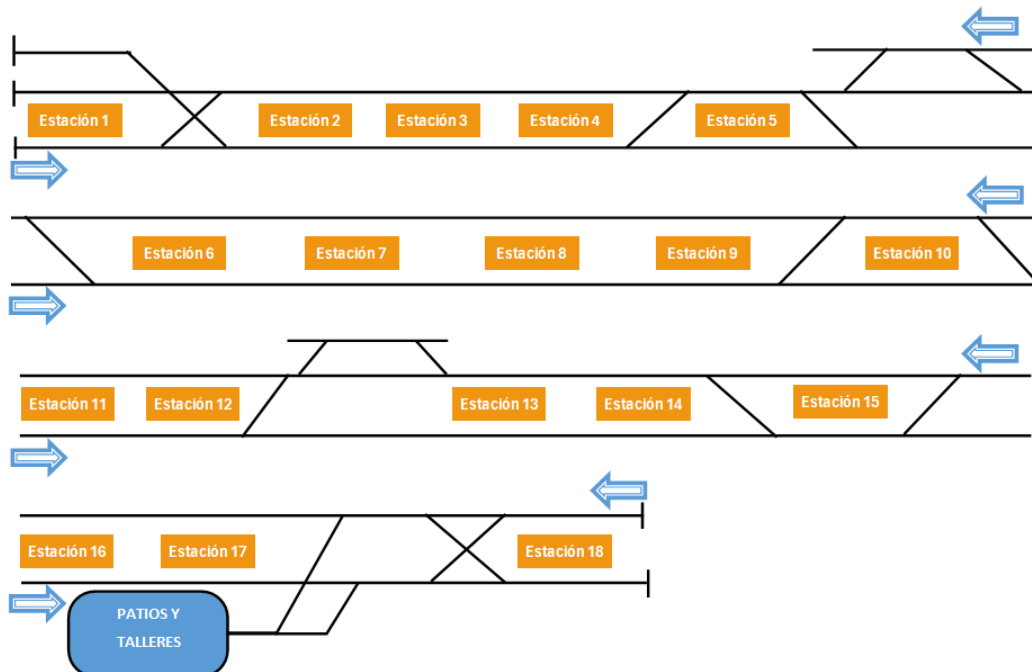 Estación 1
Estación 2
Estación 3
Estación 4
Estación 5
Estación 6
Estación 7
Estación 8
Estación 9
Estación 10
Estación 11
Estación 12
Estación 13
Estación 14
Estación 15
Estación 16
Estación 17
Estación 18
PATIOS Y
TALLERES